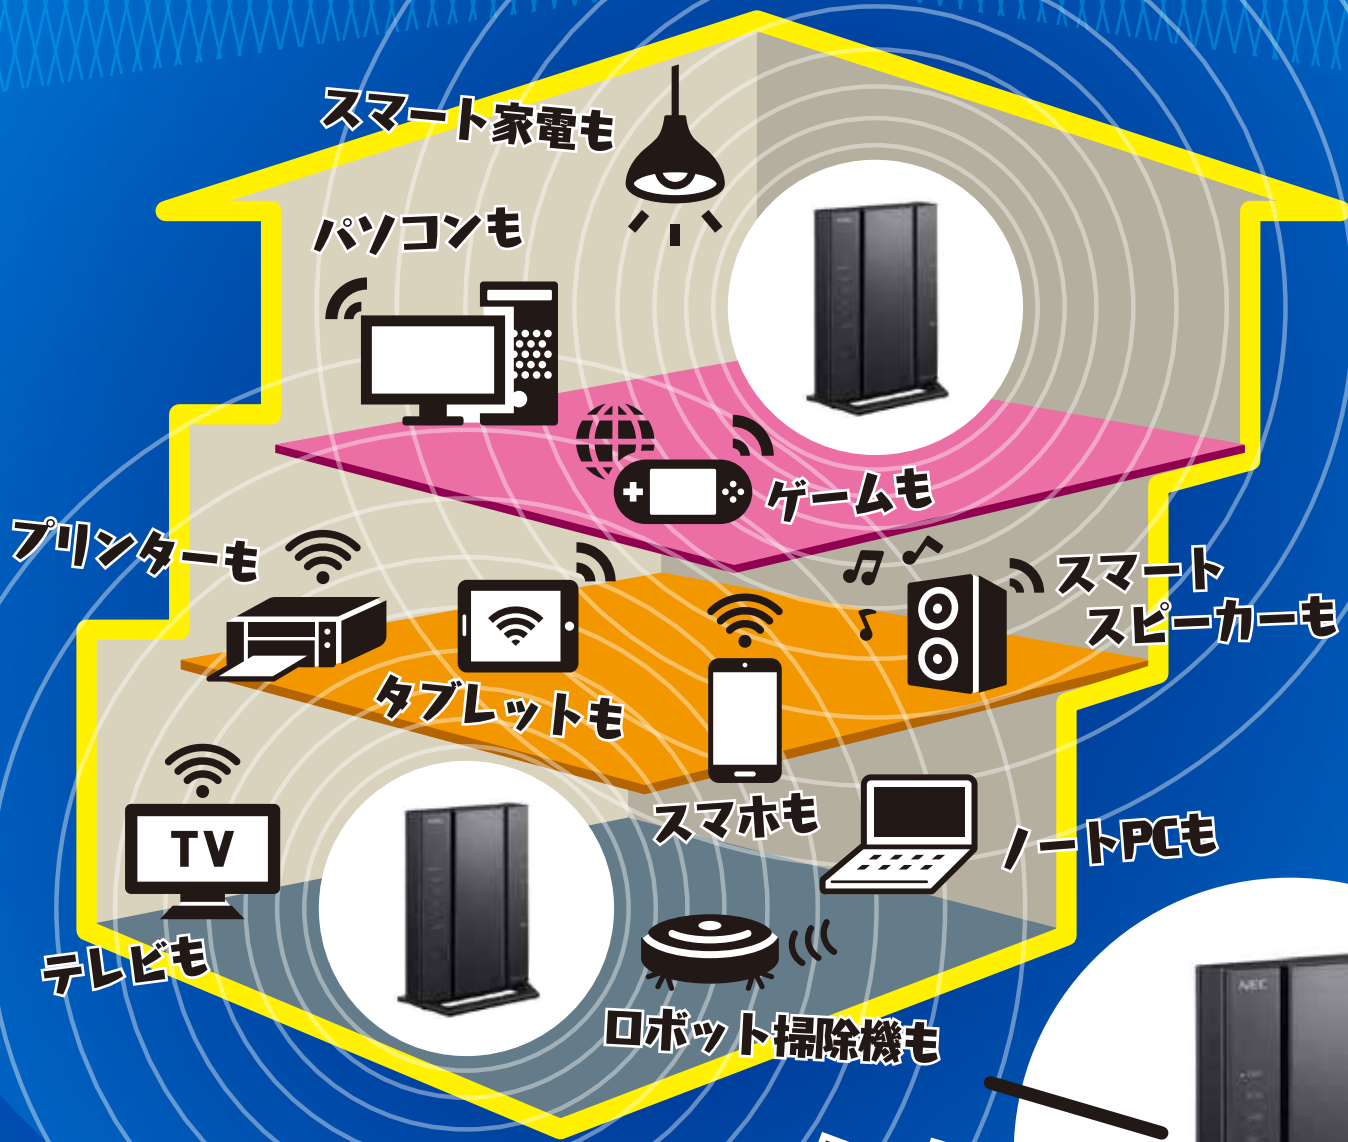 スマート家電も
パソコンも
ゲームも
プリンターも
スマート
スピーカーも
タブレットも
スマホも
TV
ノートPCも
テレビも
ロボット掃除機も
NEC